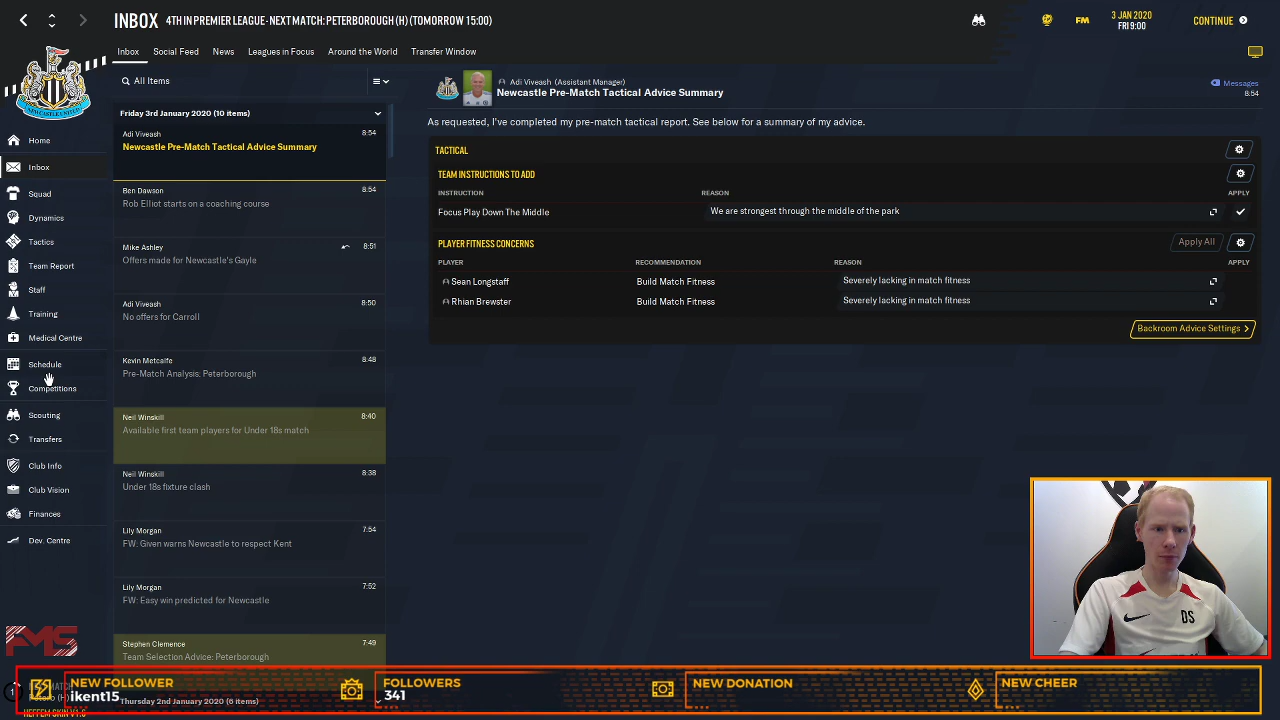 INBOX
4TH IN PREMIER LEAGUE - NEXT MATCH: PETERBOROUGH (H) (TOMORROW 15:00)
FM
3 JAN 2020
FRI 9:00
CONTINUE
Inbox
Social Feed
News
Leagues in Focus
Around the World
Transfer Window
NEWCASTLE UNITED
Home
Inbox
Squad
Dynamics
Tactics
Team Report
Staff
Training
Medical Centre
Schedule
Competitions
Scouting
Transfers
Club Info
Club Vision
Finances
Dev. Centre
All Items
Friday 3rd January 2020 (10 items)
Adi Viveash 8:54
Newcastle Pre-Match Tactical Advice Summary
Ben Dawson 8:54
Rob Elliot starts on a coaching course
Mike Ashley 8:51
Offers made for Newcastle's Gayle
Adi Viveash 8:50
No offers for Carroll
Kevin Metcalfe 8:48
Pre-Match Analysis: Peterborough
Neil Winskill 8:40
Available first team players for Under 18s match
Neil Winskill 8:38
Under 18s fixture clash
Lily Morgan 7:54
FW: Given warns Newcastle to respect Kent
Lily Morgan 7:52
FW: Easy win predicted for Newcastle
Stephen Clemence 7:49
Team Selection Advice: Peterborough
Thursday 2nd January 2020 (6 items)
Adi Viveash (Assistant Manager)
Newcastle Pre-Match Tactical Advice Summary
Messages
8:54
As requested, I've completed my pre-match tactical report. See below for a summary of my advice.
TACTICAL
TEAM INSTRUCTIONS TO ADD
INSTRUCTION REASON APPLY
Focus Play Down The Middle We are strongest through the middle of the park
PLAYER FITNESS CONCERNS
Apply All
PLAYER RECOMMENDATION REASON APPLY
Sean Longstaff Build Match Fitness Severely lacking in match fitness
Rhian Brewster Build Match Fitness Severely lacking in match fitness
Backroom Advice Settings >
DS
FMS
NEW FOLLOWER
ikent15
FOLLOWERS
341
NEW DONATION
NEW CHEER